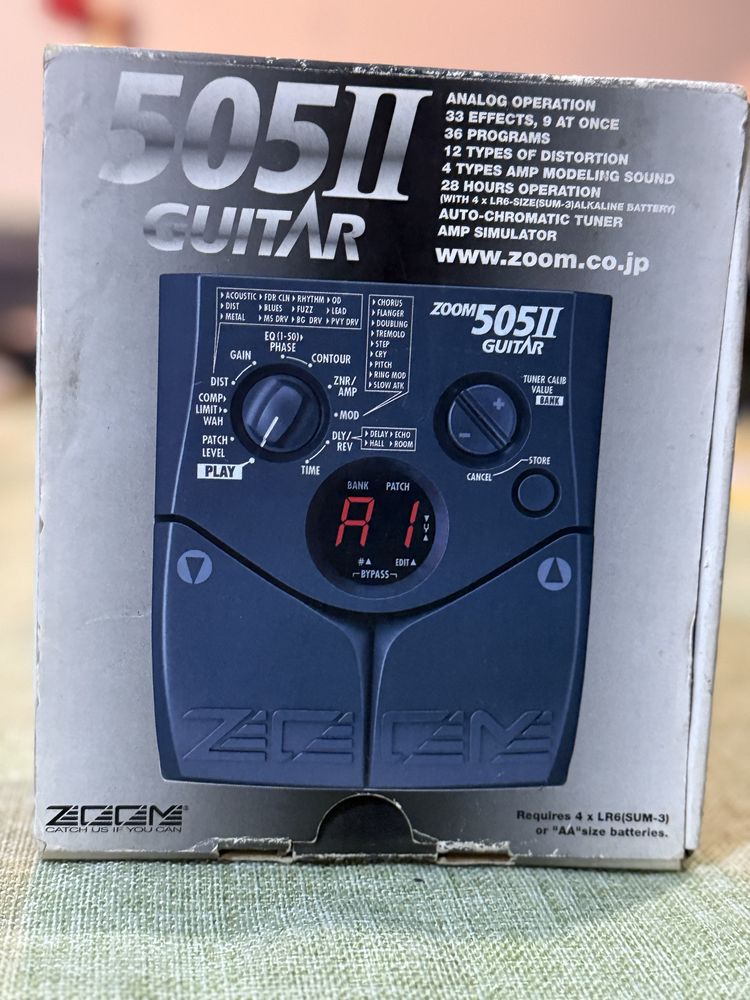 505II
GUITAR
ANALOG OPERATION
33 EFFECTS, 9 AT ONCE
36 PROGRAMS
12 TYPES OF DISTORTION
4 TYPES AMP MODELING SOUND
28 HOURS OPERATION
(WITH 4 x LR6-SIZE(SUM-3)ALKALINE BATTERY)
AUTO-CHROMATIC TUNER
AMP SIMULATOR
www.zoom.co.jp
ACOUSTIC FDR CLN RHYTHM OD
DIST BLUES FUZZ LEAD
METAL MS DRV BG DRV PVY DRV
CHORUS
FLANGER
DOUBLING
TREMOLO
STEP
CRY
PITCH
RING MOD
SLOW ATK
ZOOM 505II
GUITAR
EQ(1-50)
PHASE
GAIN
CONTOUR
DIST
ZNR/
AMP
COMP
LIMIT
WAH
MOD
PATCH
LEVEL
DLY/
REV
DELAY ECHO
HALL ROOM
PLAY
TIME
TUNER CALIB
VALUE
BANK
+
-
CANCEL
STORE
BANK PATCH
A1
#▲ EDIT▲
BYPASS
ZOOM
ZOOM®
CATCH US IF YOU CAN
Requires 4 x LR6(SUM-3)
or "AA"size batteries.